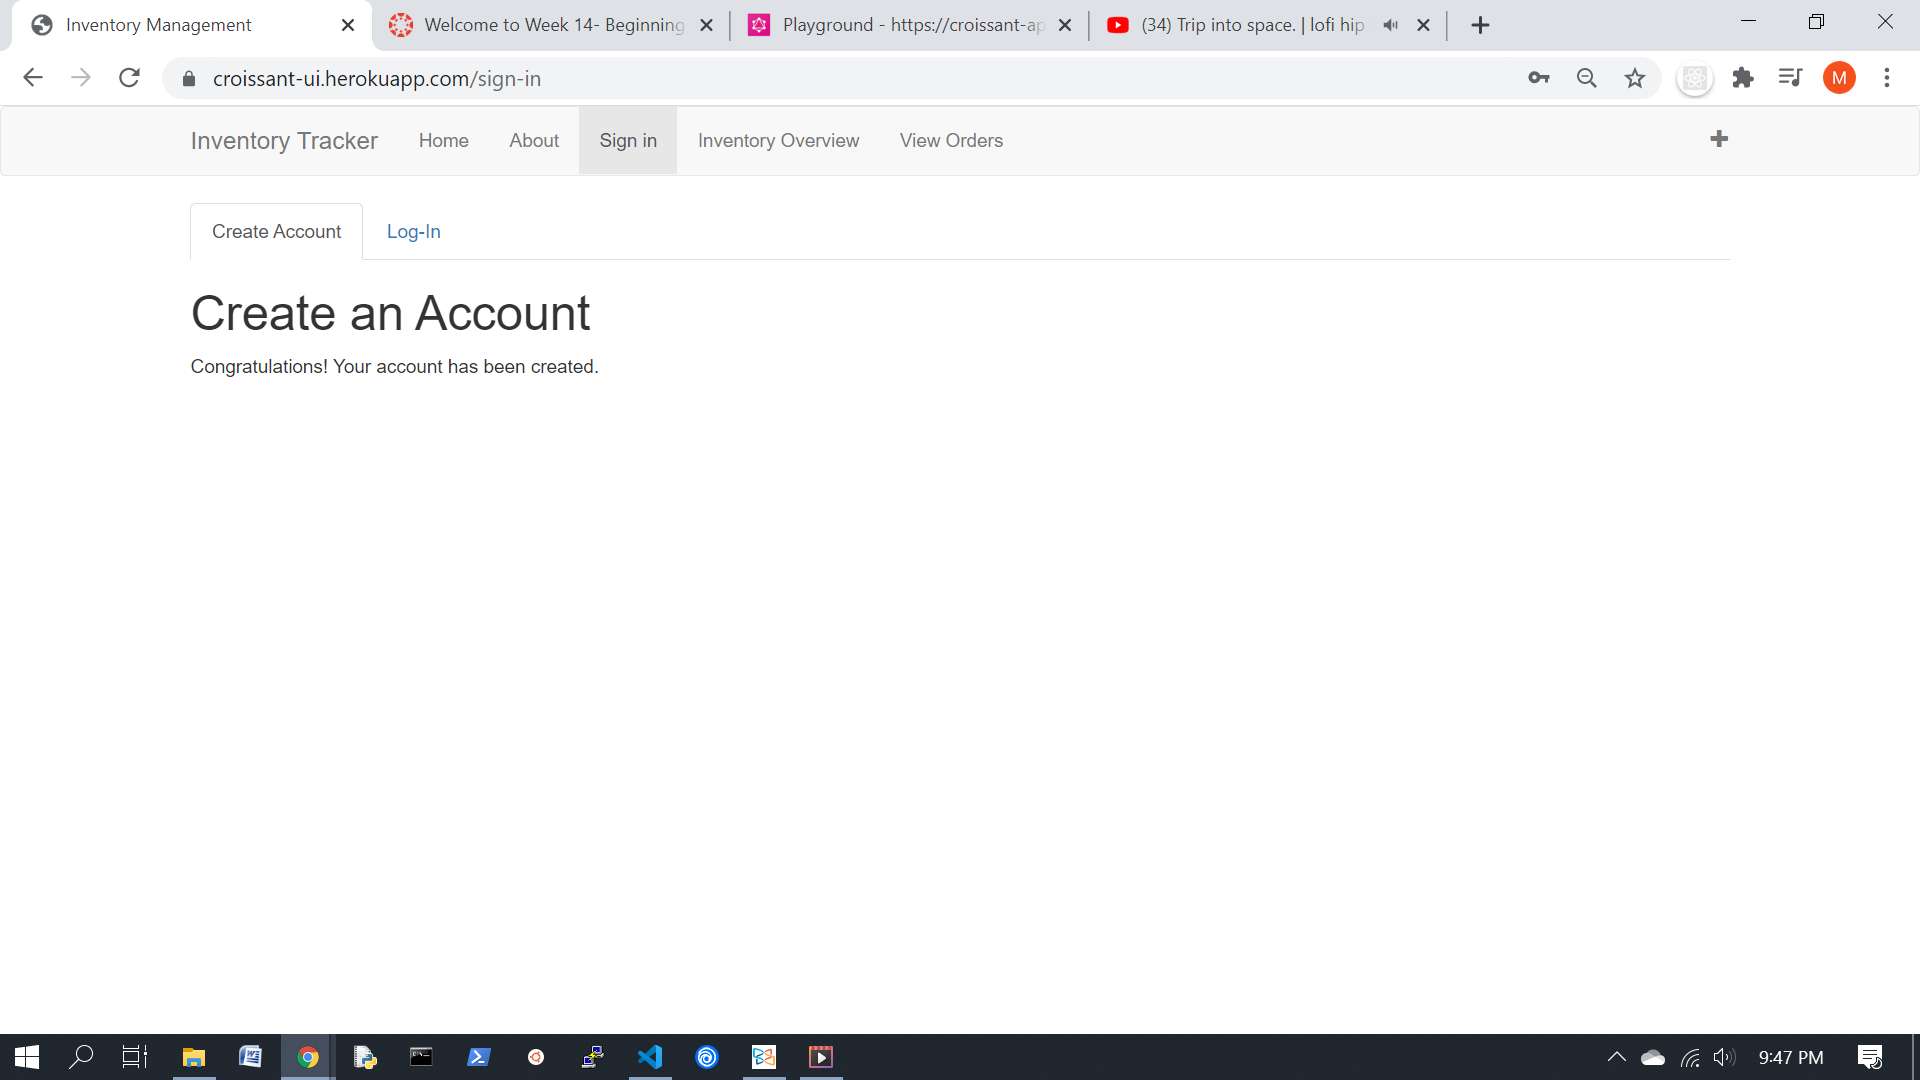 Inventory Management
Welcome to Week 14- Beginning
Playground - https://croissant-ap
(34) Trip into space. | lofi hip
croissant-ui.herokuapp.com/sign-in
M
Inventory Tracker
Home
About
Sign in
Inventory Overview
View Orders
Create Account
Log-In
Create an Account
Congratulations! Your account has been created.
9:47 PM